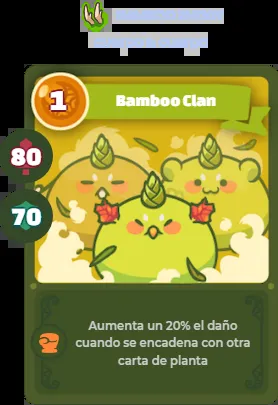 1
Bamboo Clan
80
70
Aumenta un 20% el daño
cuando se encadena con otra
carta de planta